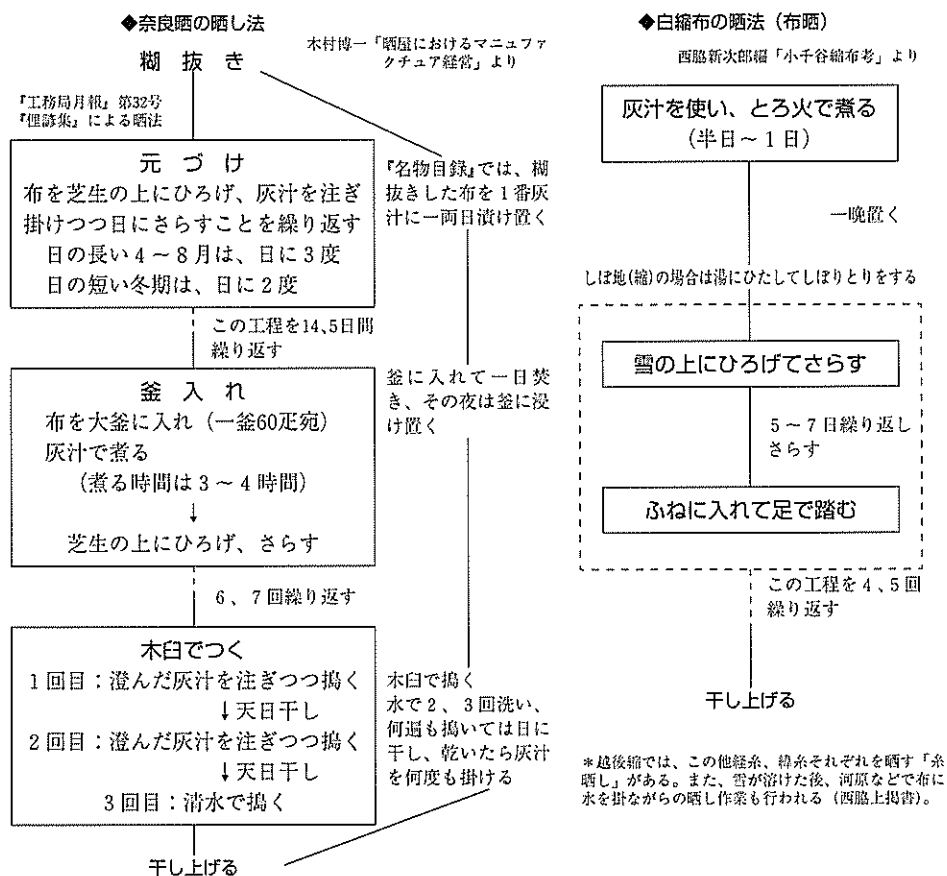 ◆奈良晒の晒し法
木村博一「晒屋におけるマニュファ
クチュア経営」より
糊抜き
『工務局月報』第32号
『俚諺集』による晒法
元づけ
布を芝生の上にひろげ、灰汁を注ぎ
掛けつつ日にさらすことを繰り返す
日の長い4～8月は、日に3度
日の短い冬期は、日に2度
この工程を14、5日間
繰り返す
釜入れ
布を大釜に入れ（一釜60疋宛）
灰汁で煮る
（煮る時間は3～4時間）
↓
芝生の上にひろげ、さらす
6、7回繰り返す
木臼でつく
1回目：澄んだ灰汁を注ぎつつ搗く
↓天日干し
2回目：澄んだ灰汁を注ぎつつ搗く
↓天日干し
3回目：清水で搗く
『名物目録』では、糊
抜きした布を1番灰
汁に一両日漬け置く
釜に入れて一日焚
き、その夜は釜に浸
け置く
木臼で搗く
水で2、3回洗い、
何遍も搗いては日に
干し、乾いたら灰汁
を何度も掛ける
干し上げる
◆白縮布の晒法（布晒）
西脇新次郎編「小千谷縮布考」より
灰汁を使い、とろ火で煮る
（半日～1日）
一晩置く
しぼ地(縮)の場合は湯にひたしてしぼりとりをする
雪の上にひろげてさらす
5～7日繰り返し
さらす
ふねに入れて足で踏む
この工程を4、5回
繰り返す
干し上げる
＊越後縮では、この他経糸、緯糸それぞれを晒す「糸
晒し」がある。また、雪が溶けた後、河原などで布に
水を掛ながらの晒し作業も行われる（西脇上掲書）。